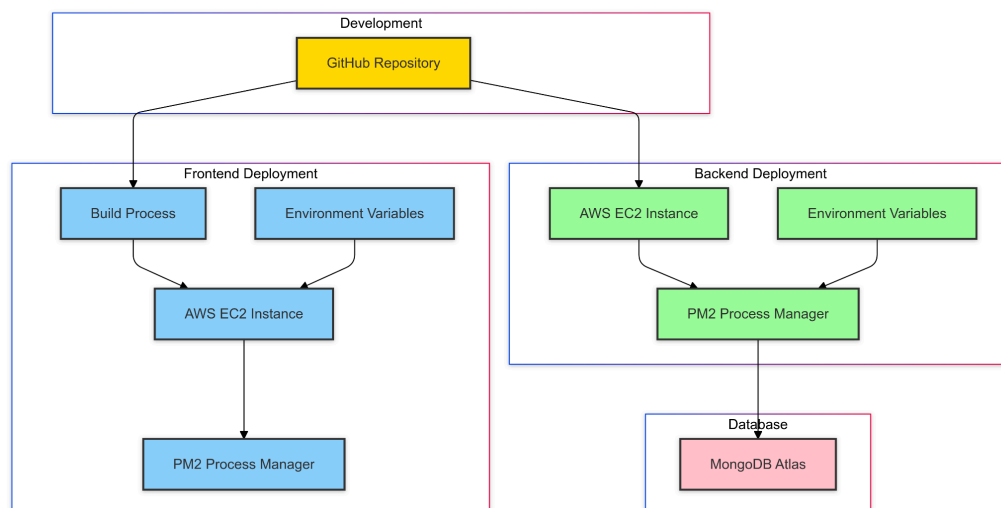 Development
GitHub Repository
Frontend Deployment
Backend Deployment
Build Process
Environment Variables
AWS EC2 Instance
Environment Variables
AWS EC2 Instance
PM2 Process Manager
Database
PM2 Process Manager
MongoDB Atlas